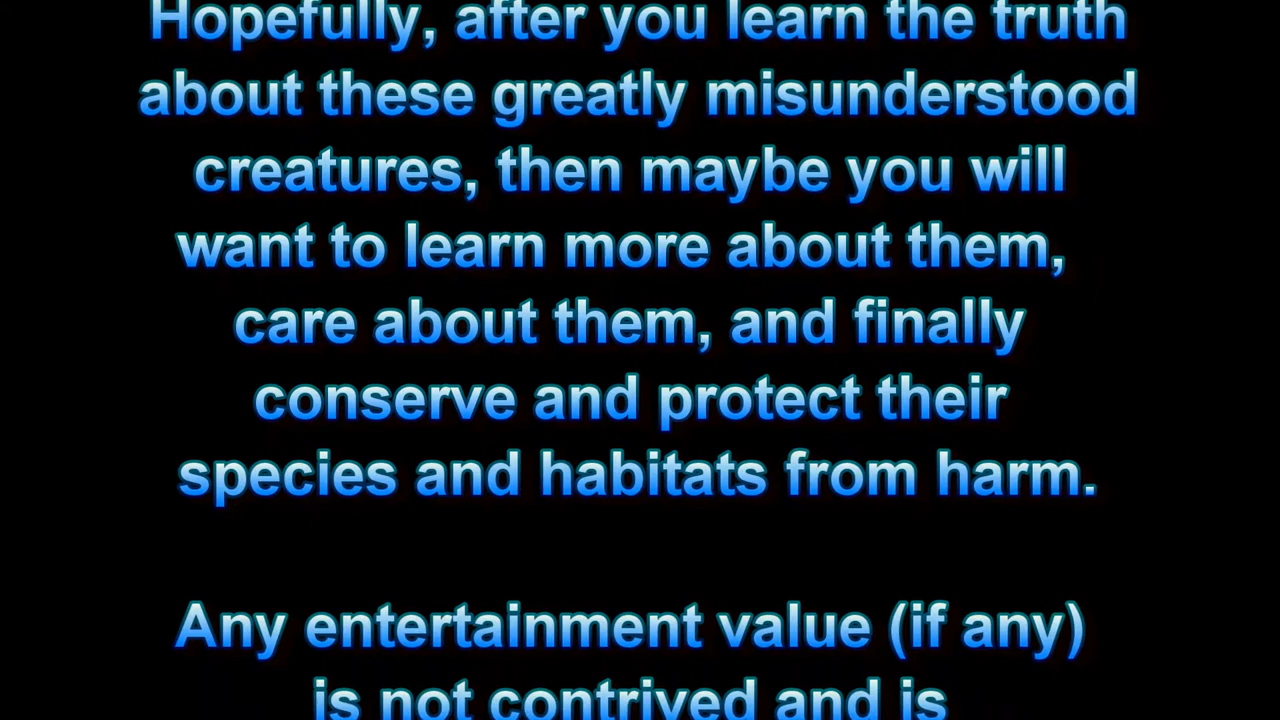 Hopefully, after you learn the truth
about these greatly misunderstood
creatures, then maybe you will
want to learn more about them,
care about them, and finally
conserve and protect their
species and habitats from harm.
Any entertainment value (if any)
is not contrived and is